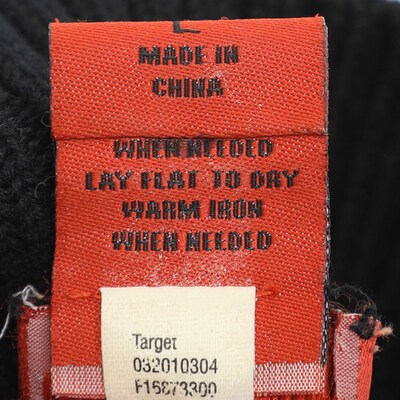 L
MADE IN
CHINA
WHEN NEEDED
LAY FLAT TO DRY
WARM IRON
WHEN NEEDED
Target
032010304
F15873300